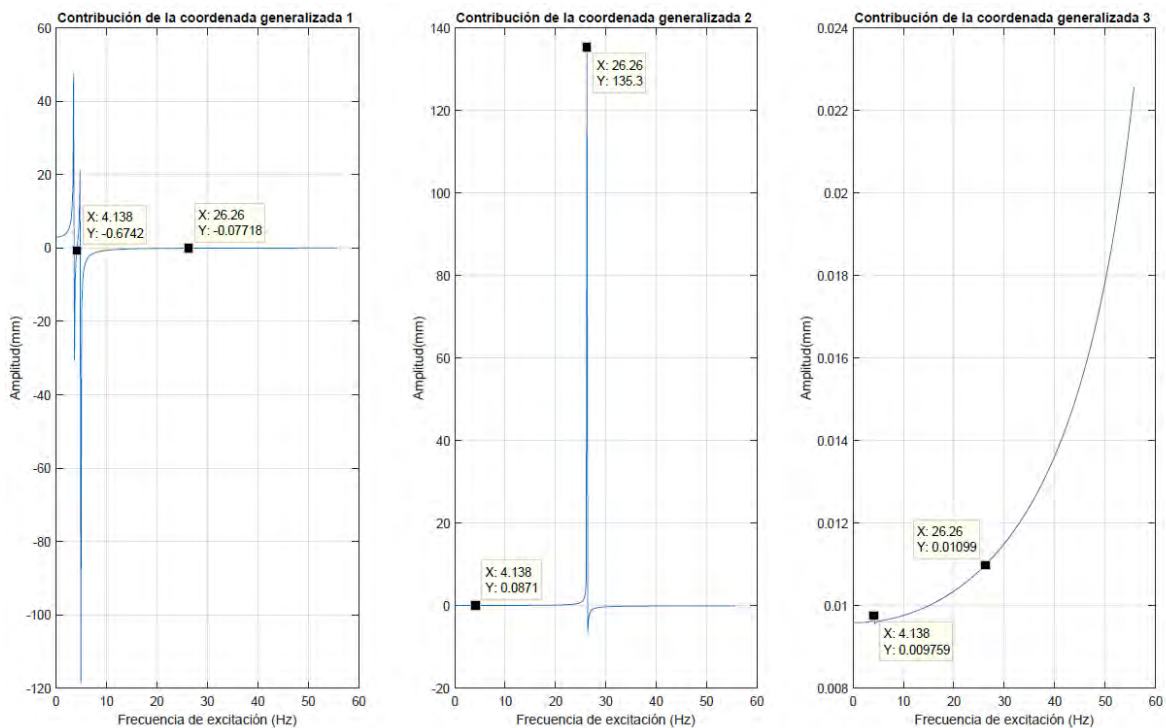 Contribución de la coordenada generalizada 1
60
40
20
0
-20
-40
-60
-80
-100
-120
Amplitud(mm)
X: 4.138
Y: -0.6742
X: 26.26
Y: -0.07718
0 10 20 30 40 50 60
Frecuencia de excitación (Hz)
Contribución de la coordenada generalizada 2
140
120
100
80
60
40
20
0
-20
Amplitud(mm)
X: 26.26
Y: 135.3
X: 4.138
Y: 0.0871
0 10 20 30 40 50 60
Frecuencia de excitación (Hz)
Contribución de la coordenada generalizada 3
0.024
0.022
0.02
0.018
0.016
0.014
0.012
0.01
0.008
Amplitud(mm)
X: 26.26
Y: 0.01099
X: 4.138
Y: 0.009759
0 10 20 30 40 50 60
Frecuencia de excitación (Hz)